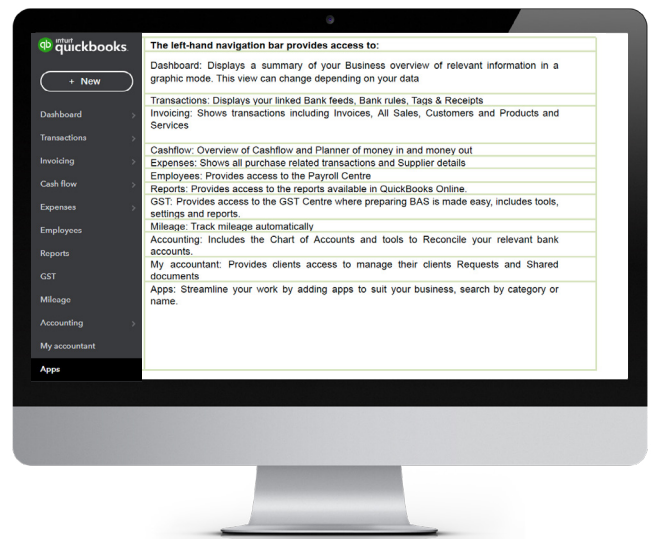 intuit
qb quickbooks.
+ New
Dashboard
Transactions
Invoicing
Cash flow
Expenses
Employees
Reports
GST
Mileage
Accounting
My accountant
Apps
The left-hand navigation bar provides access to:
Dashboard: Displays a summary of your Business overview of relevant information in a
graphic mode. This view can change depending on your data
Transactions: Displays your linked Bank feeds, Bank rules, Tags & Receipts
Invoicing: Shows transactions including Invoices, All Sales, Customers and Products and
Services
Cashflow: Overview of Cashflow and Planner of money in and money out
Expenses: Shows all purchase related transactions and Supplier details
Employees: Provides access to the Payroll Centre
Reports: Provides access to the reports available in QuickBooks Online.
GST: Provides access to the GST Centre where preparing BAS is made easy, includes tools,
settings and reports.
Mileage: Track mileage automatically
Accounting: Includes the Chart of Accounts and tools to Reconcile your relevant bank
accounts.
My accountant: Provides clients access to manage their clients Requests and Shared
documents
Apps: Streamline your work by adding apps to suit your business, search by category or
name.